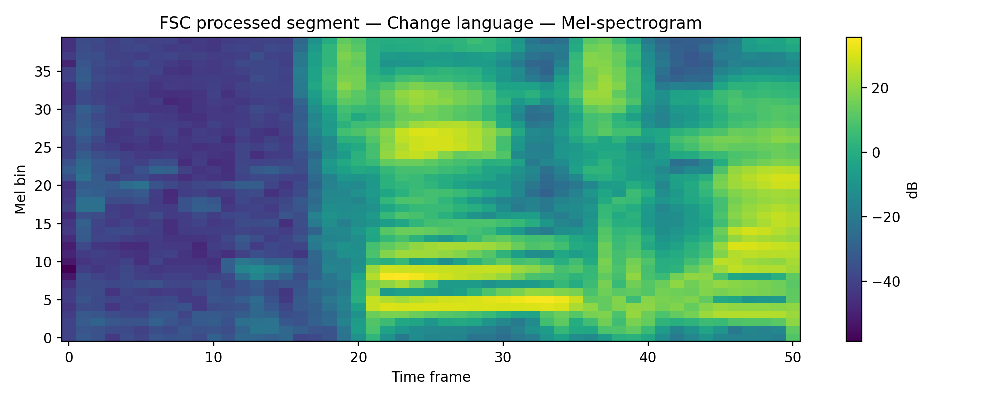 FSC processed segment — Change language — Mel-spectrogram
35
30
25
20
15
10
5
0
Mel bin
0 10 20 30 40 50
Time frame
20
0
−20
−40
dB